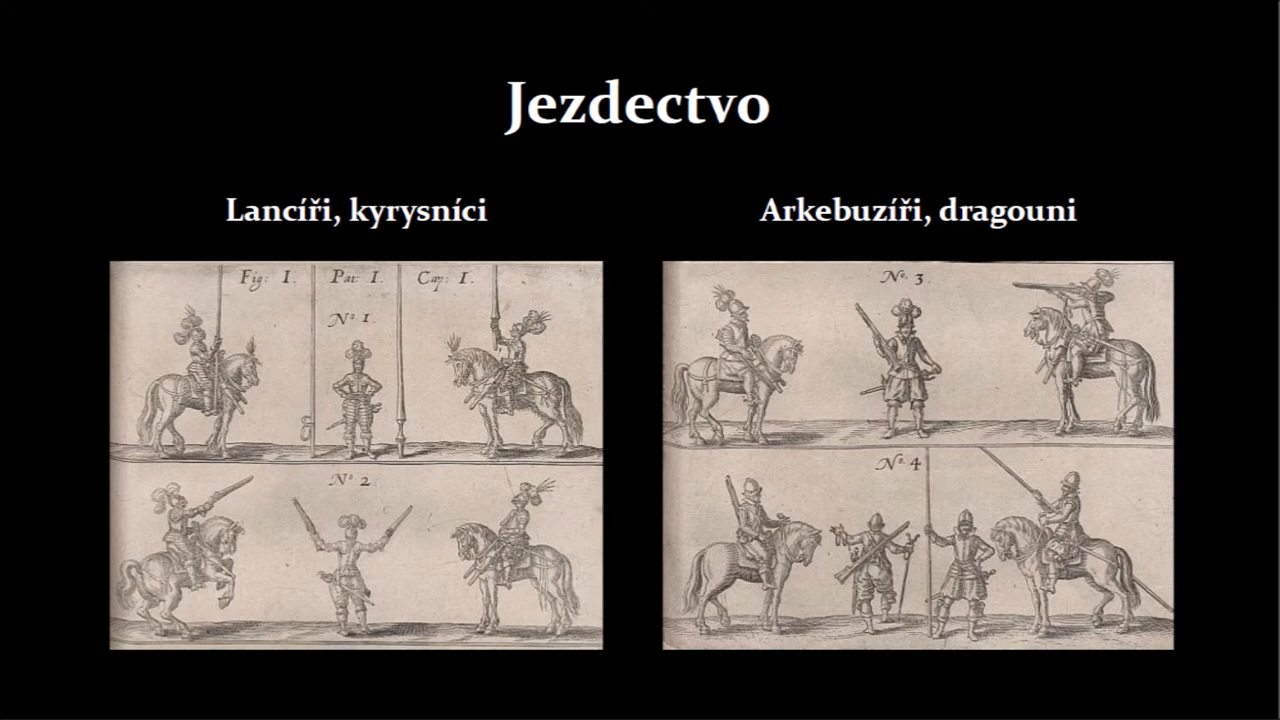 Jezdectvo
Lancíři, kyrysníci
Arkebuzíři, dragouni
Fig: I. Par: I. Cap: I.
Nº 1.
Nº 2.
Nº. 3.
Nº. 4